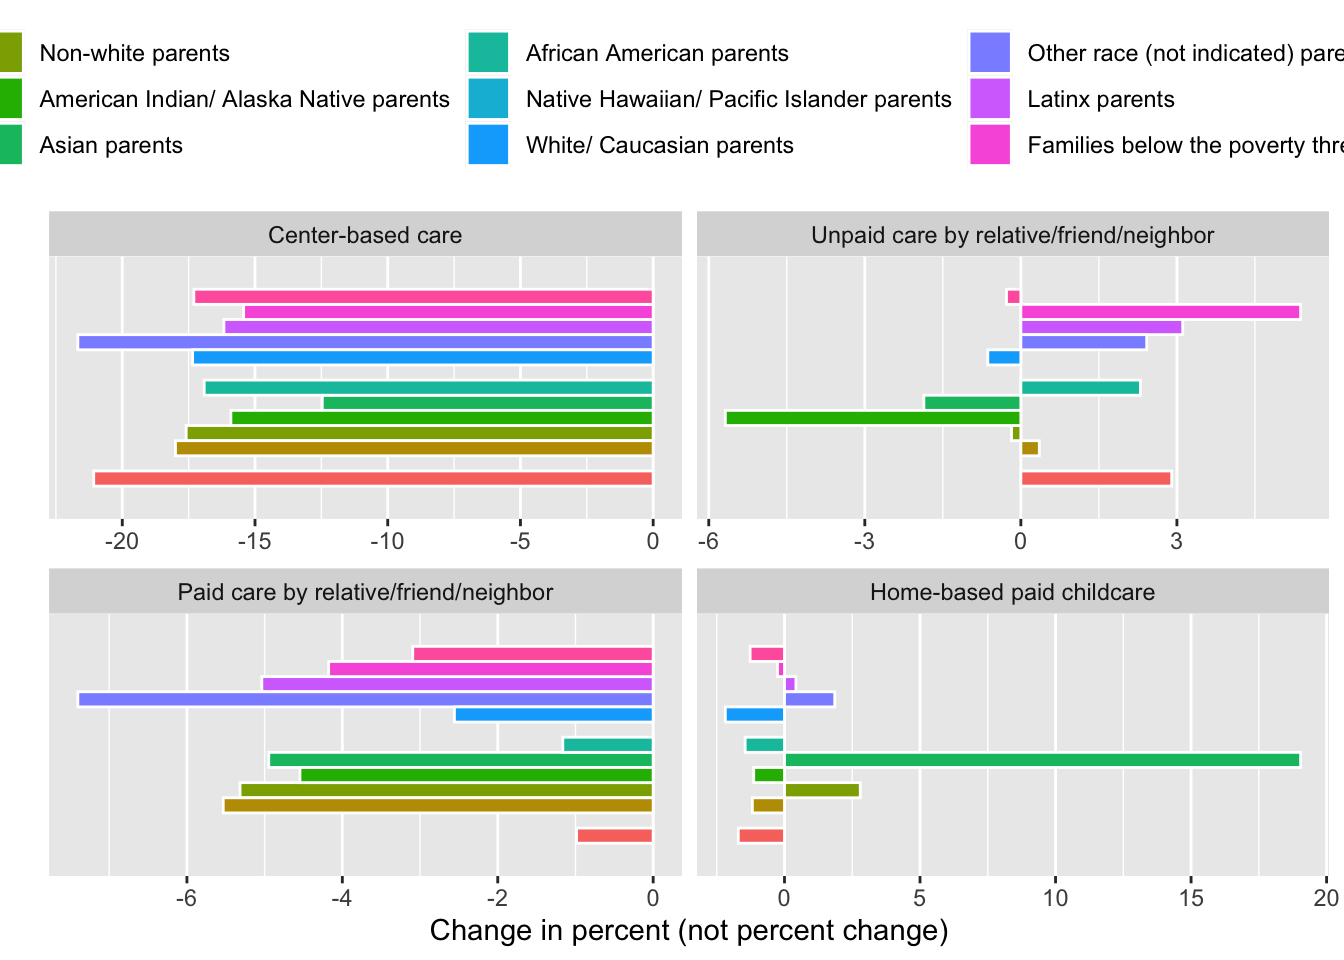 Non-white parents
African American parents
Other race (not indicated) pare
American Indian/ Alaska Native parents
Native Hawaiian/ Pacific Islander parents
Latinx parents
Asian parents
White/ Caucasian parents
Families below the poverty thre
Center-based care
Unpaid care by relative/friend/neighbor
-20 -15 -10 -5 0
-6 -3 0 3
Paid care by relative/friend/neighbor
Home-based paid childcare
-6 -4 -2 0
0 5 10 15 20
Change in percent (not percent change)